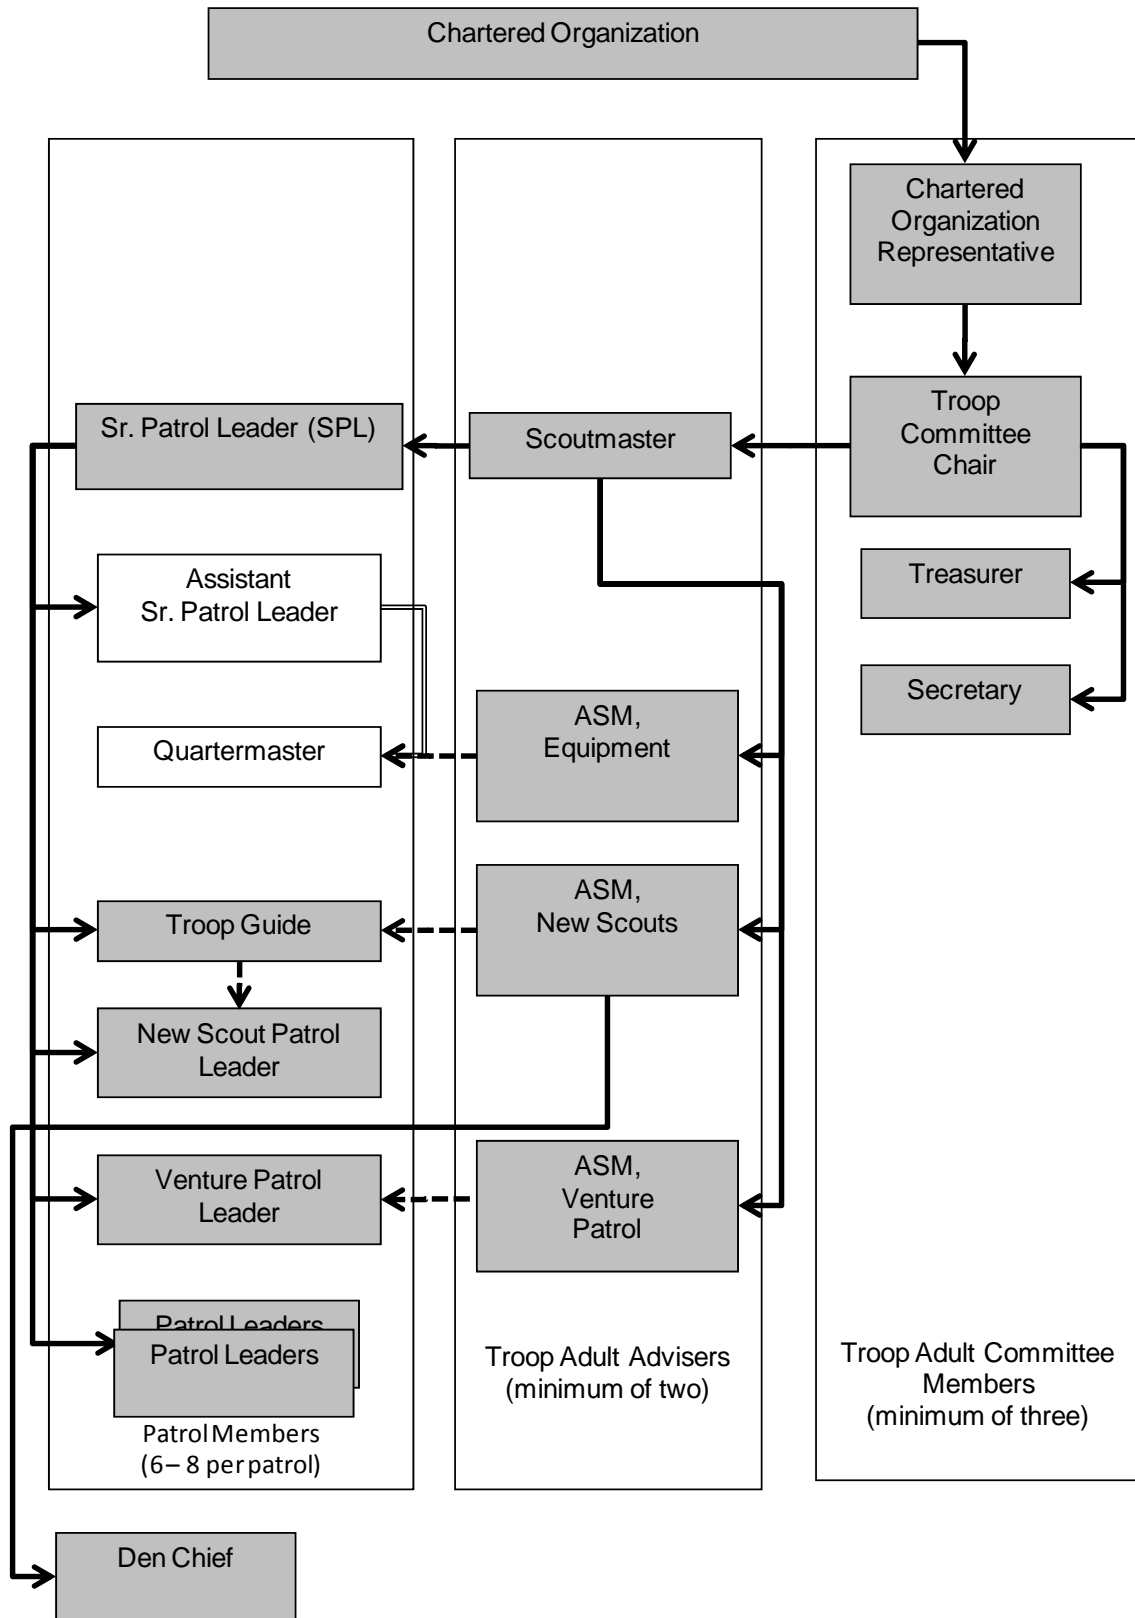 Chartered Organization
Chartered
Organization
Representative
Sr. Patrol Leader (SPL)
Scoutmaster
Troop
Committee
Chair
Assistant
Sr. Patrol Leader
Treasurer
Secretary
Quartermaster
ASM,
Equipment
Troop Guide
ASM,
New Scouts
New Scout Patrol
Leader
Venture Patrol
Leader
ASM,
Venture
Patrol
Patrol Leaders
Patrol Leaders
Patrol Members
(6– 8 per patrol)
Troop Adult Advisers
(minimum of two)
Troop Adult Committee
Members
(minimum of three)
Den Chief